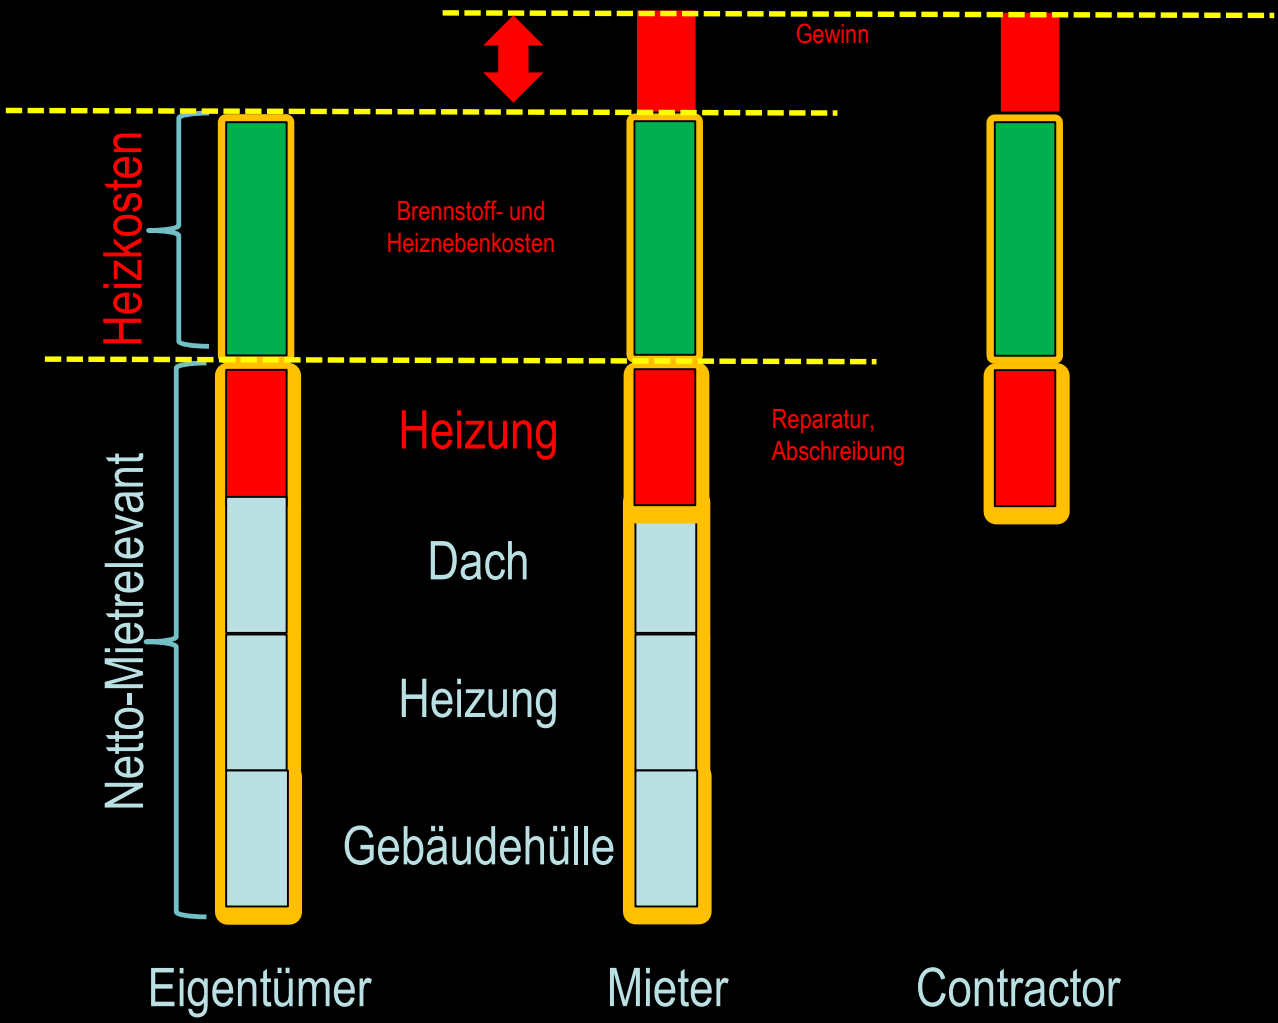 Gewinn
Heizkosten
Brennstoff- und
Heiznebenkosten
Netto-Mietrelevant
Heizung
Reparatur,
Abschreibung
Dach
Heizung
Gebäudehülle
Eigentümer
Mieter
Contractor